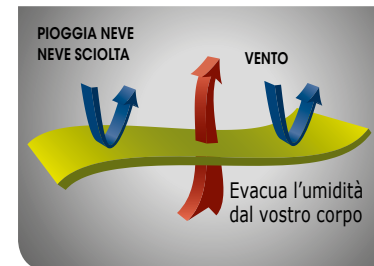 PIOGGIA NEVE
NEVE SCIOLTA
VENTO
Evacua l'umidità
dal vostro corpo